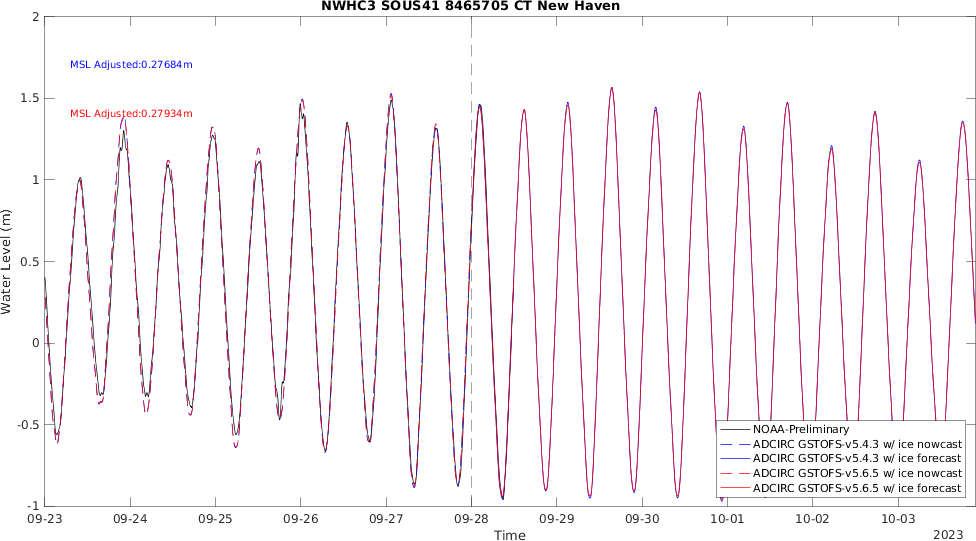 NWHC3 SOUS41 8465705 CT New Haven
2
MSL Adjusted:0.27684m
1.5
MSL Adjusted:0.27934m
1
Water Level (m)
0.5
0
-0.5
NOAA-Preliminary
ADCIRC GSTOFS-v5.4.3 w/ ice nowcast
ADCIRC GSTOFS-v5.4.3 w/ ice forecast
ADCIRC GSTOFS-v5.6.5 w/ ice nowcast
ADCIRC GSTOFS-v5.6.5 w/ ice forecast
-1
09-23 09-24 09-25 09-26 09-27 09-28 09-29 09-30 10-01 10-02 10-03
Time
2023